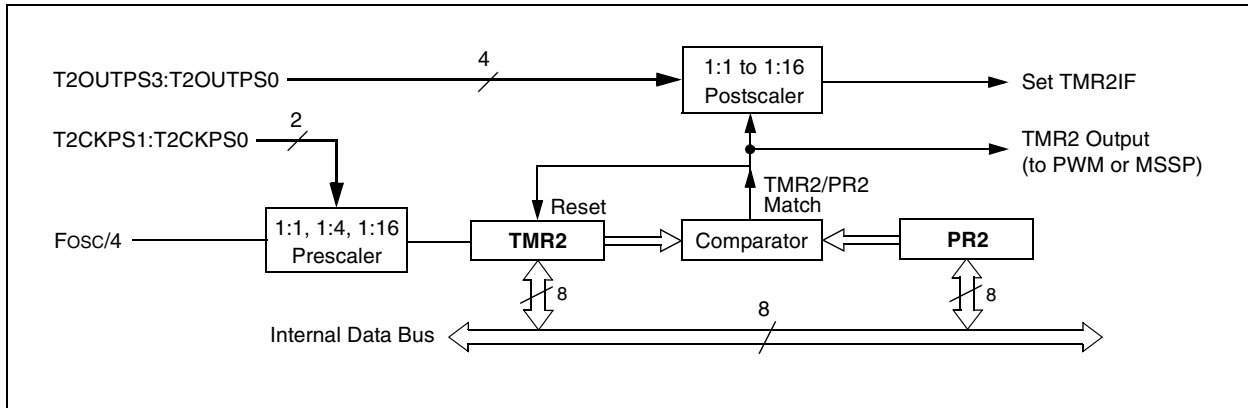 T2OUTPS3:T2OUTPS0
4
1:1 to 1:16
Postscaler
Set TMR2IF
T2CKPS1:T2CKPS0
2
TMR2 Output
(to PWM or MSSP)
TMR2/PR2
Match
Reset
FOSC/4
1:1, 1:4, 1:16
Prescaler
TMR2
Comparator
PR2
8
8
Internal Data Bus
8